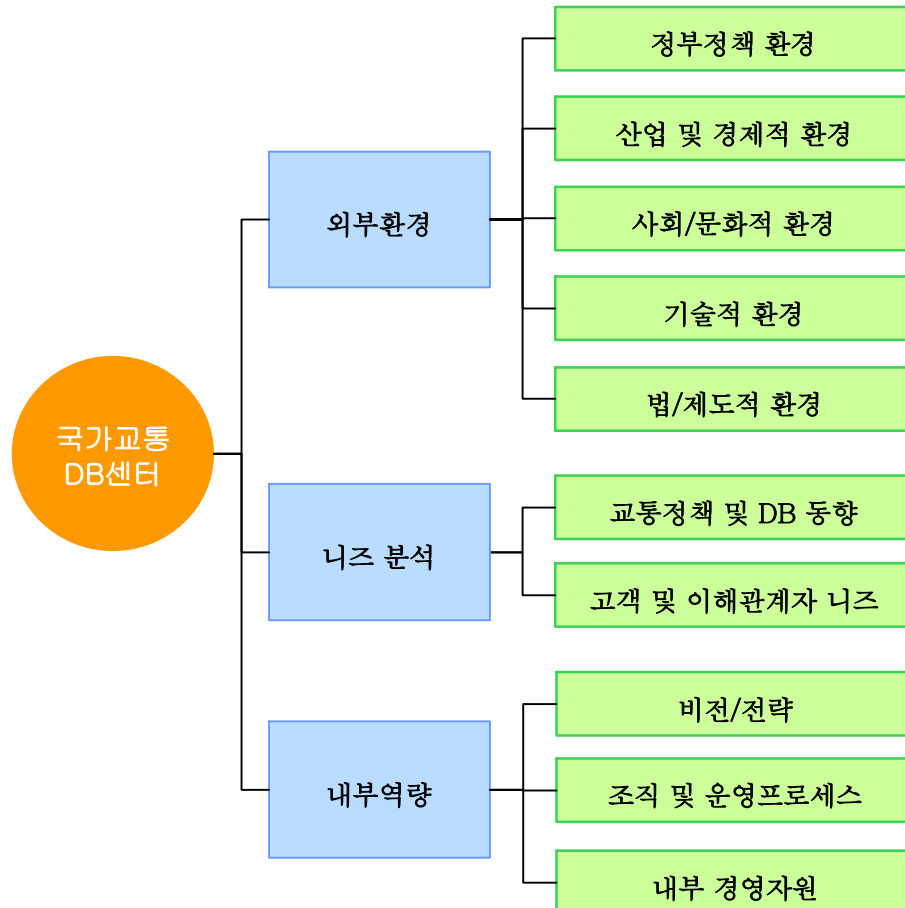 국가교통
DB센터
외부환경
정부정책 환경
산업 및 경제적 환경
사회/문화적 환경
기술적 환경
법/제도적 환경
니즈 분석
교통정책 및 DB 동향
고객 및 이해관계자 니즈
내부역량
비전/전략
조직 및 운영프로세스
내부 경영자원